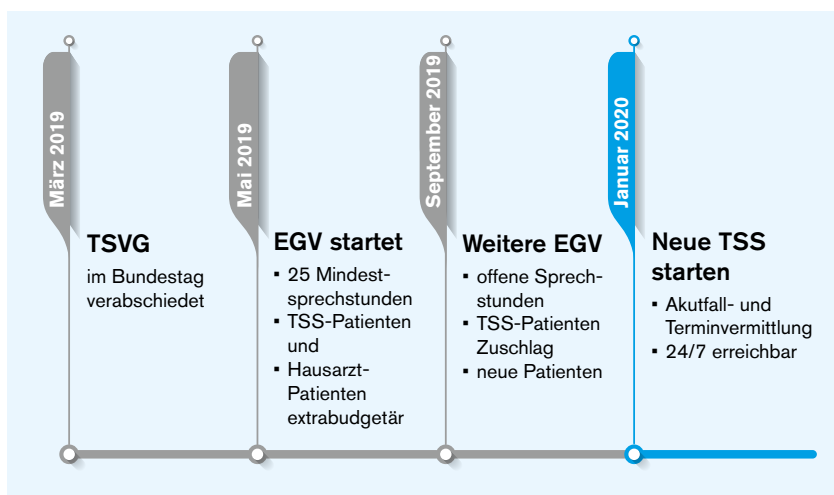 März 2019
TSVG
im Bundestag
verabschiedet
Mai 2019
EGV startet
▪ 25 Mindest-
sprechstunden
▪ TSS-Patienten
und
▪ Hausarzt-
Patienten
extrabudgetär
September 2019
Weitere EGV
▪ offene Sprech-
stunden
▪ TSS-Patienten
Zuschlag
▪ neue Patienten
Januar 2020
Neue TSS
starten
▪ Akutfall- und
Terminvermittlung
▪ 24/7 erreichbar